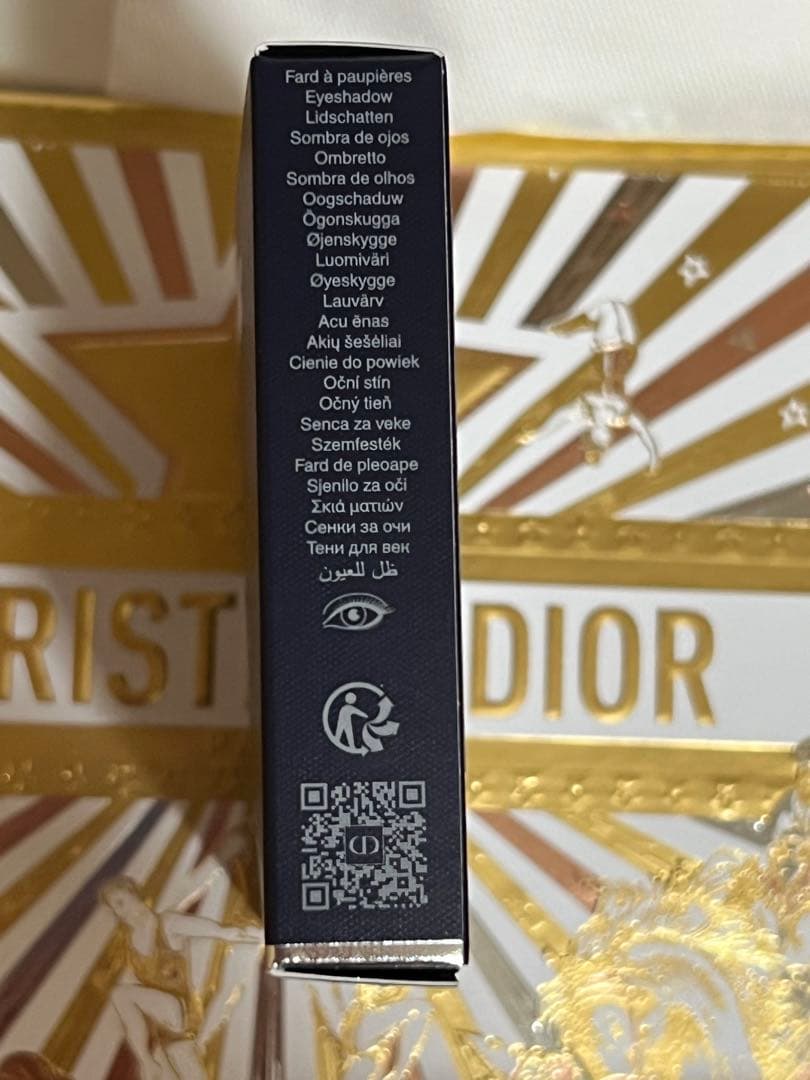 Fard à paupières
Eyeshadow
Lidschatten
Sombra de ojos
Ombretto
Sombra de olhos
Oogschaduw
Ögonskugga
Øjenskygge
Luomiväri
Øyeskygge
Lauvärv
Acu ēnas
Akių šešėliai
Cienie do powiek
Oční stín
Očný tieň
Senca za veke
Szemfesték
Fard de pleoape
Sjenilo za oči
Σκιά ματιών
Сенки за очи
Тени для век
ظل للعيون
RIST DIOR
CD